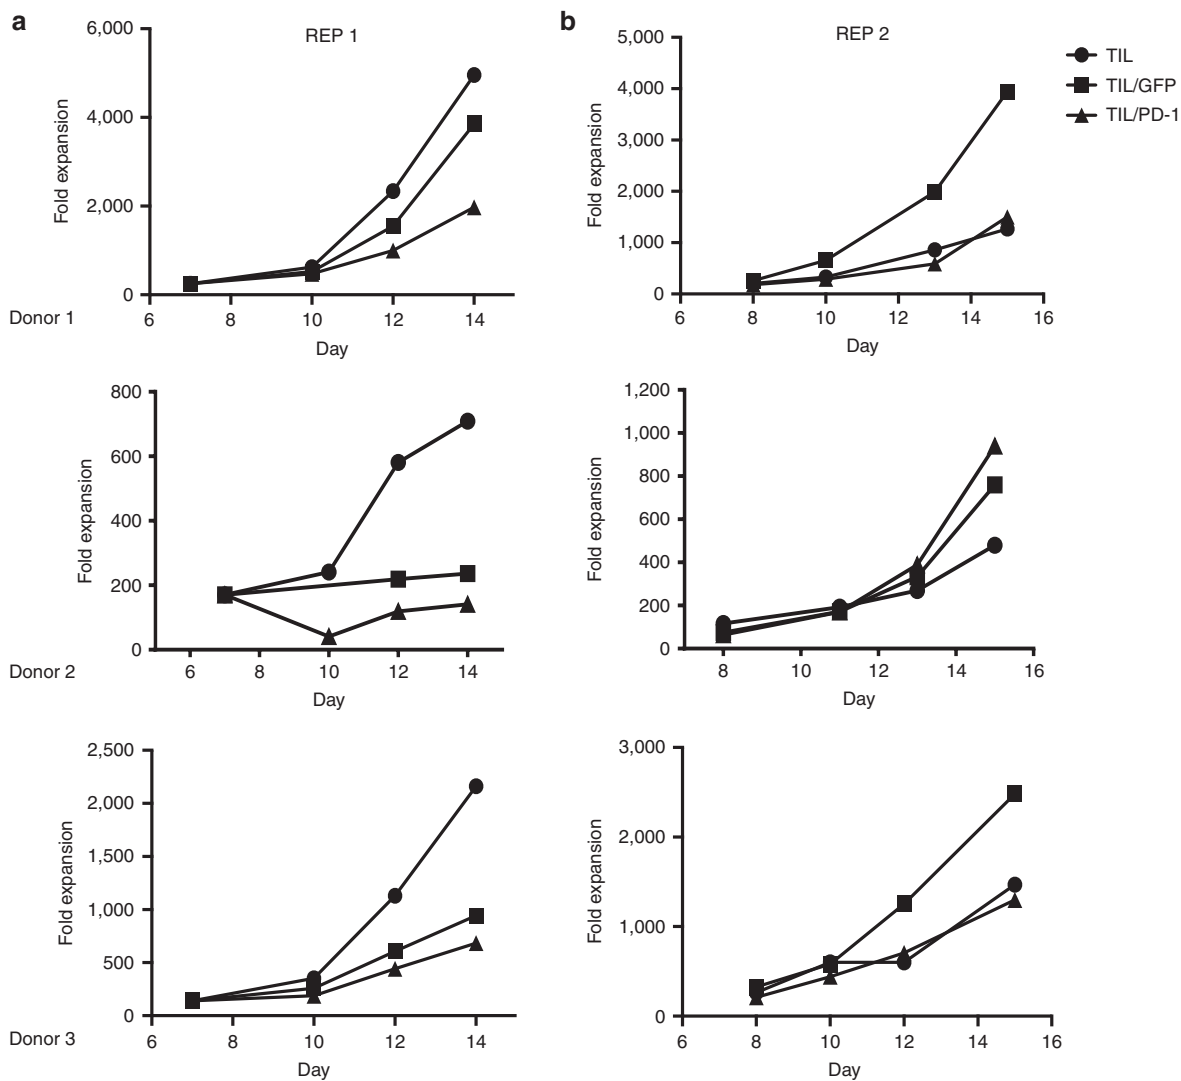 a
REP 1
6,000
4,000
2,000
0
Fold expansion
6 8 10 12 14
Donor 1
Day
b
REP 2
5,000
4,000
3,000
2,000
1,000
0
Fold expansion
6 8 10 12 14 16
Day
TIL
TIL/GFP
TIL/PD-1
800
600
400
200
0
Fold expansion
6 8 10 12 14
Donor 2
Day
1,200
1,000
800
600
400
200
0
Fold expansion
8 10 12 14 16
Day
2,500
2,000
1,500
1,000
500
0
Fold expansion
6 8 10 12 14
Donor 3
Day
3,000
2,000
1,000
0
Fold expansion
6 8 10 12 14 16
Day